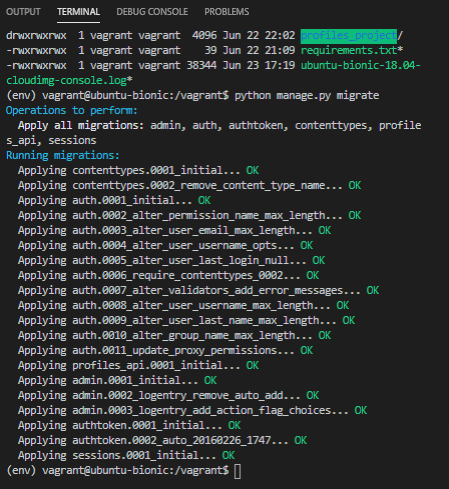 OUTPUT TERMINAL DEBUG CONSOLE PROBLEMS
drwxrwxrwx 1 vagrant vagrant 4096 Jun 22 22:02 profiles_project/
-rwxrwxrwx 1 vagrant vagrant 39 Jun 22 21:09 requirements.txt*
-rwxrwxrwx 1 vagrant vagrant 38344 Jun 23 17:19 ubuntu-bionic-18.04-
cloudimg-console.log*
(env) vagrant@ubuntu-bionic:/vagrant$ python manage.py migrate
Operations to perform:
Apply all migrations: admin, auth, authtoken, contenttypes, profile
s_api, sessions
Running migrations:
Applying contenttypes.0001_initial... OK
Applying contenttypes.0002_remove_content_type_name... OK
Applying auth.0001_initial... OK
Applying auth.0002_alter_permission_name_max_length... OK
Applying auth.0003_alter_user_email_max_length... OK
Applying auth.0004_alter_user_username_opts... OK
Applying auth.0005_alter_user_last_login_null... OK
Applying auth.0006_require_contenttypes_0002... OK
Applying auth.0007_alter_validators_add_error_messages... OK
Applying auth.0008_alter_user_username_max_length... OK
Applying auth.0009_alter_user_last_name_max_length... OK
Applying auth.0010_alter_group_name_max_length... OK
Applying auth.0011_update_proxy_permissions... OK
Applying profiles_api.0001_initial... OK
Applying admin.0001_initial... OK
Applying admin.0002_logentry_remove_auto_add... OK
Applying admin.0003_logentry_add_action_flag_choices... OK
Applying authtoken.0001_initial... OK
Applying authtoken.0002_auto_20160226_1747... OK
Applying sessions.0001_initial... OK
(env) vagrant@ubuntu-bionic:/vagrant$